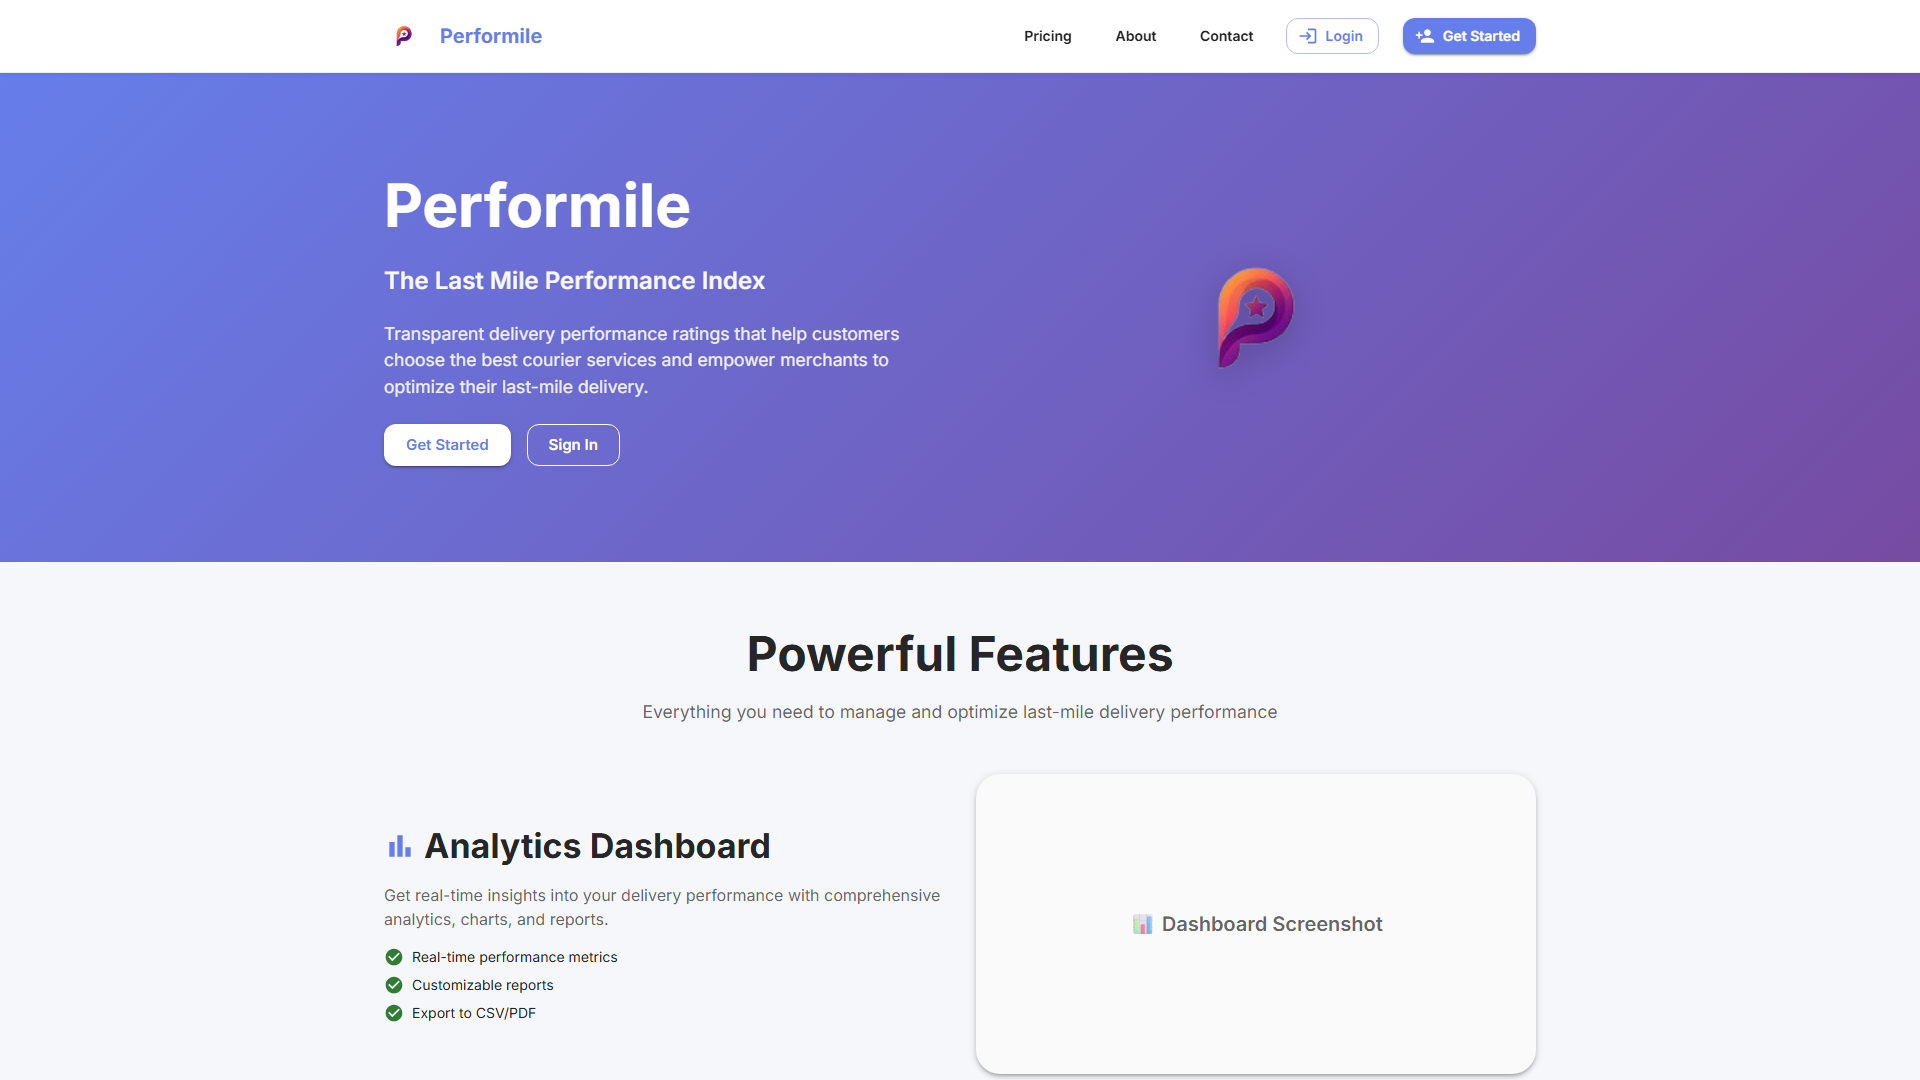 Performile
Pricing
About
Contact
Login
Get Started
Performile
The Last Mile Performance Index
Transparent delivery performance ratings that help customers
choose the best courier services and empower merchants to
optimize their last-mile delivery.
Get Started
Sign In
Powerful Features
Everything you need to manage and optimize last-mile delivery performance
Analytics Dashboard
Get real-time insights into your delivery performance with comprehensive
analytics, charts, and reports.
Real-time performance metrics
Customizable reports
Export to CSV/PDF
📊 Dashboard Screenshot